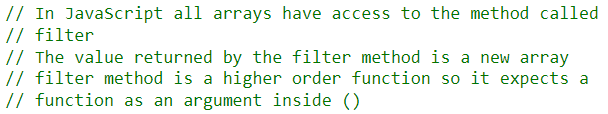 // In JavaScript all arrays have access to the method called
// filter
// The value returned by the filter method is a new array
// filter method is a higher order function so it expects a
// function as an argument inside ()